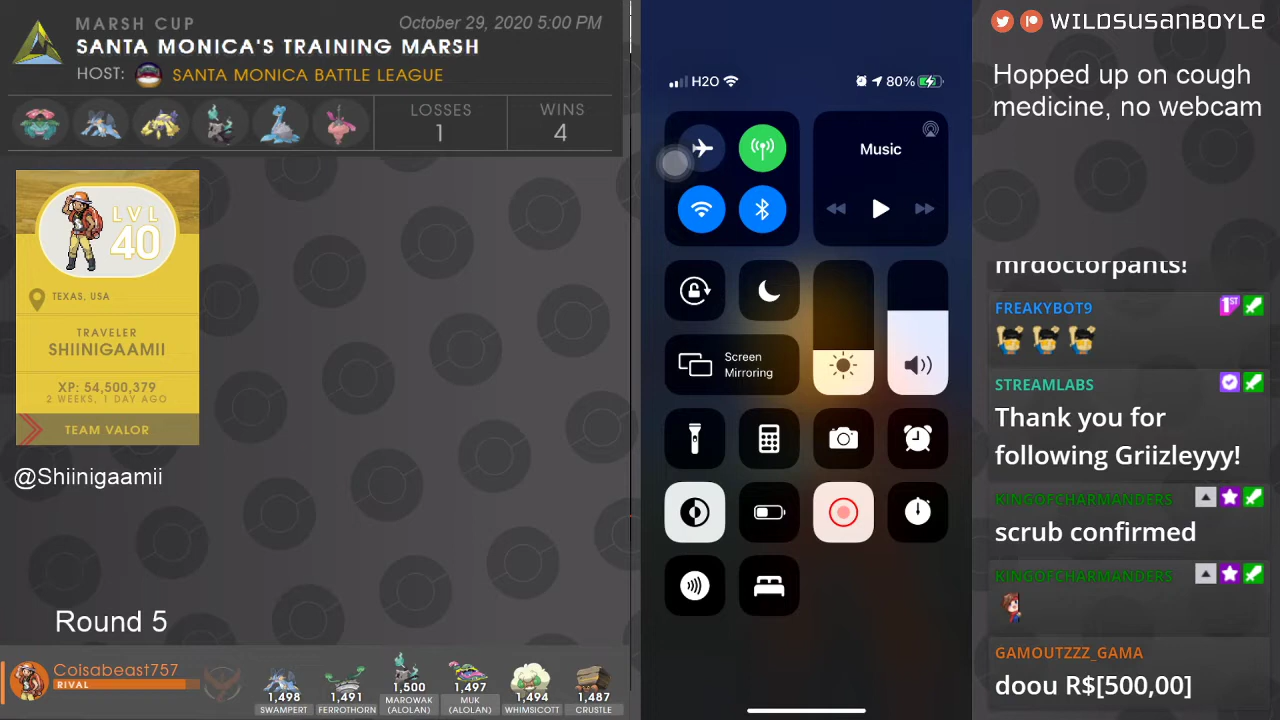 MARSH CUP
October 29, 2020 5:00 PM
SANTA MONICA'S TRAINING MARSH
HOST: SANTA MONICA BATTLE LEAGUE
LOSSES
1
WINS
4
LVL
40
TEXAS, USA
TRAVELER
SHIINIGAAMII
XP: 54,500,379
2 WEEKS, 1 DAY AGO
TEAM VALOR
@Shiinigaamii
Round 5
Coisabeast757
RIVAL
1,498
SWAMPERT
1,491
FERROTHORN
1,500
MAROWAK
(ALOLAN)
1,497
MUK
(ALOLAN)
1,494
WHIMSICOTT
1,487
CRUSTLE
H2O
80%
Music
Screen
Mirroring
WILDSUSANBOYLE
Hopped up on cough
medicine, no webcam
mrdoctorpants!
FREAKYBOT9
1ST
STREAMLABS
Thank you for
following Griizleyyy!
KINGOFCHARMANDERS
scrub confirmed
KINGOFCHARMANDERS
GAMOUTZZZ_GAMA
doou R$[500,00]